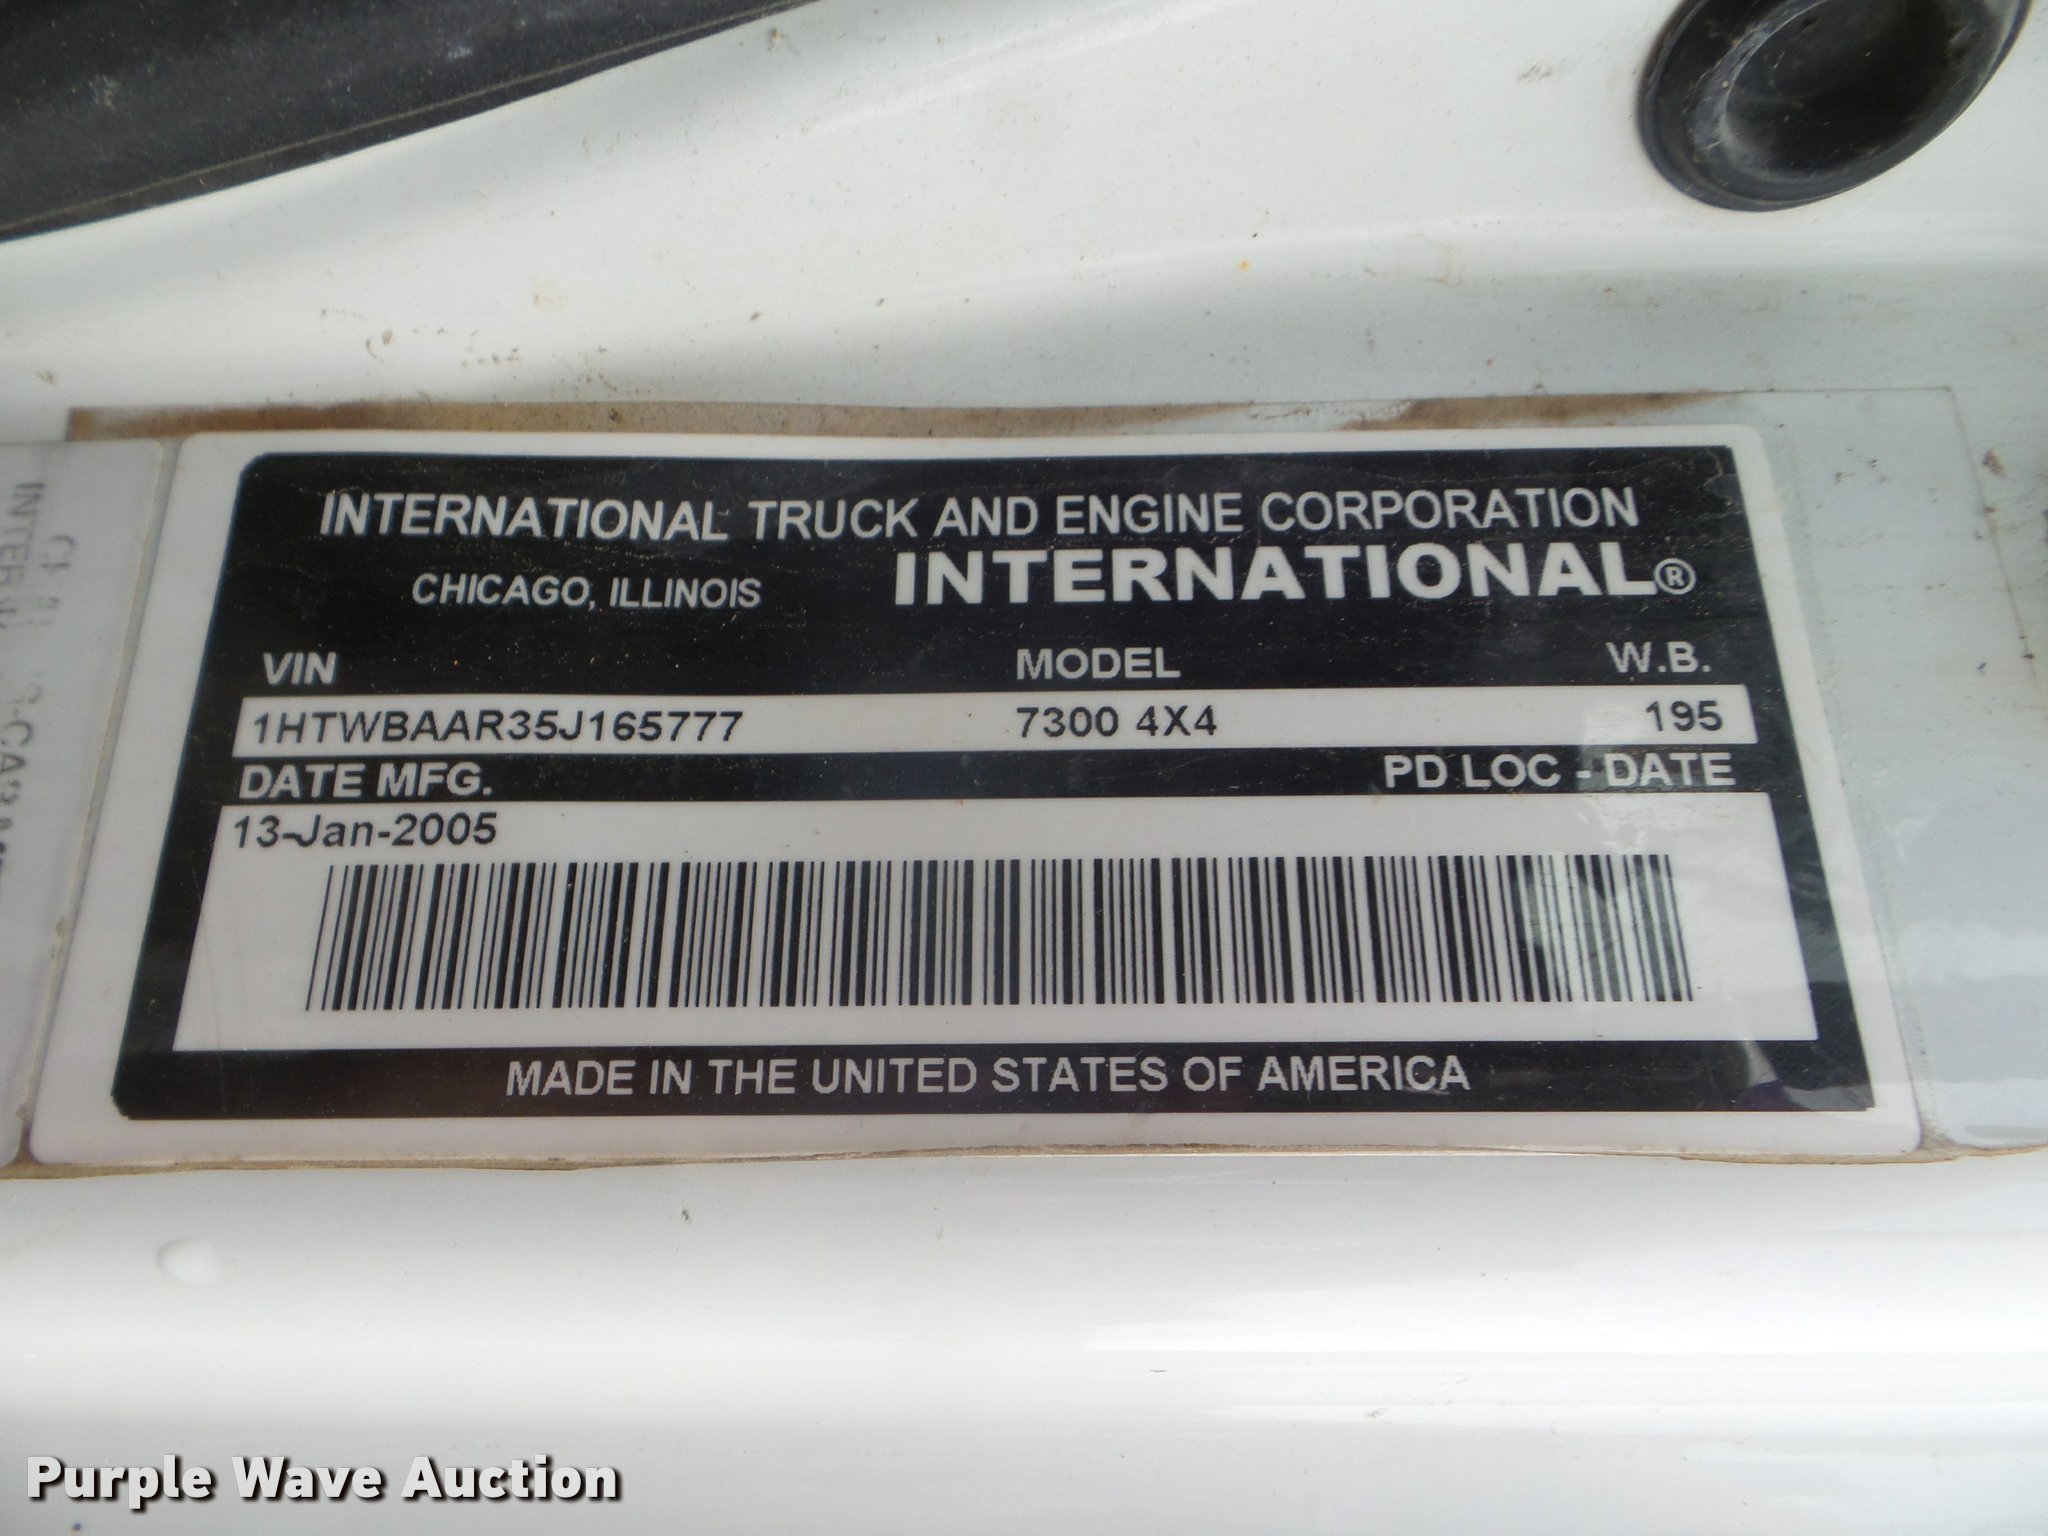 INTERNATIONAL TRUCK AND ENGINE CORPORATION
CHICAGO, ILLINOIS INTERNATIONAL®
VIN MODEL W.B.
1HTWBAAR35J165777 7300 4X4 195
DATE MFG. PD LOC - DATE
13-Jan-2005
MADE IN THE UNITED STATES OF AMERICA
Purple Wave Auction